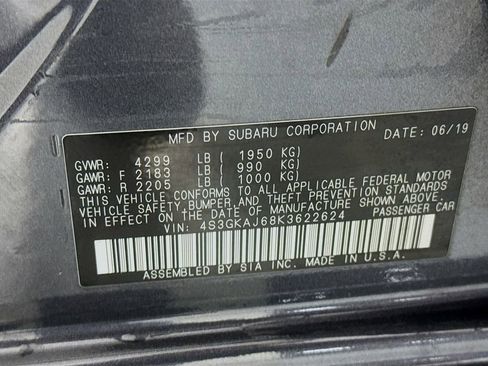 MFD BY SUBARU CORPORATION DATE: 06/19
GVWR: 4299 LB ( 1950 KG)
GAWR: F 2183 LB ( 990 KG)
GAWR: R 2205 LB ( 1000 KG)
THIS VEHICLE CONFORMS TO ALL APPLICABLE FEDERAL MOTOR
VEHICLE SAFETY, BUMPER, AND THEFT PREVENTION STANDARDS
IN EFFECT ON THE DATE OF MANUFACTURE SHOWN ABOVE.
VIN: 4S3GKAJ68K3622624 PASSENGER CAR
ASSEMBLED BY SIA INC. MADE IN U.S.A.